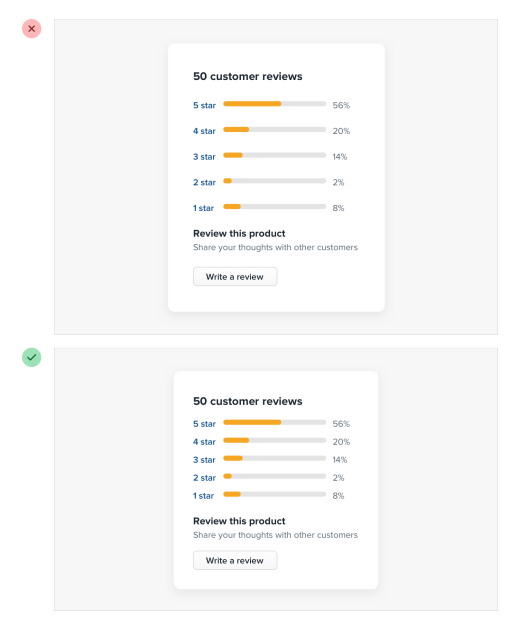 50 customer reviews
5 star 56%
4 star 20%
3 star 14%
2 star 2%
1 star 8%
Review this product
Share your thoughts with other customers
Write a review
50 customer reviews
5 star 56%
4 star 20%
3 star 14%
2 star 2%
1 star 8%
Review this product
Share your thoughts with other customers
Write a review